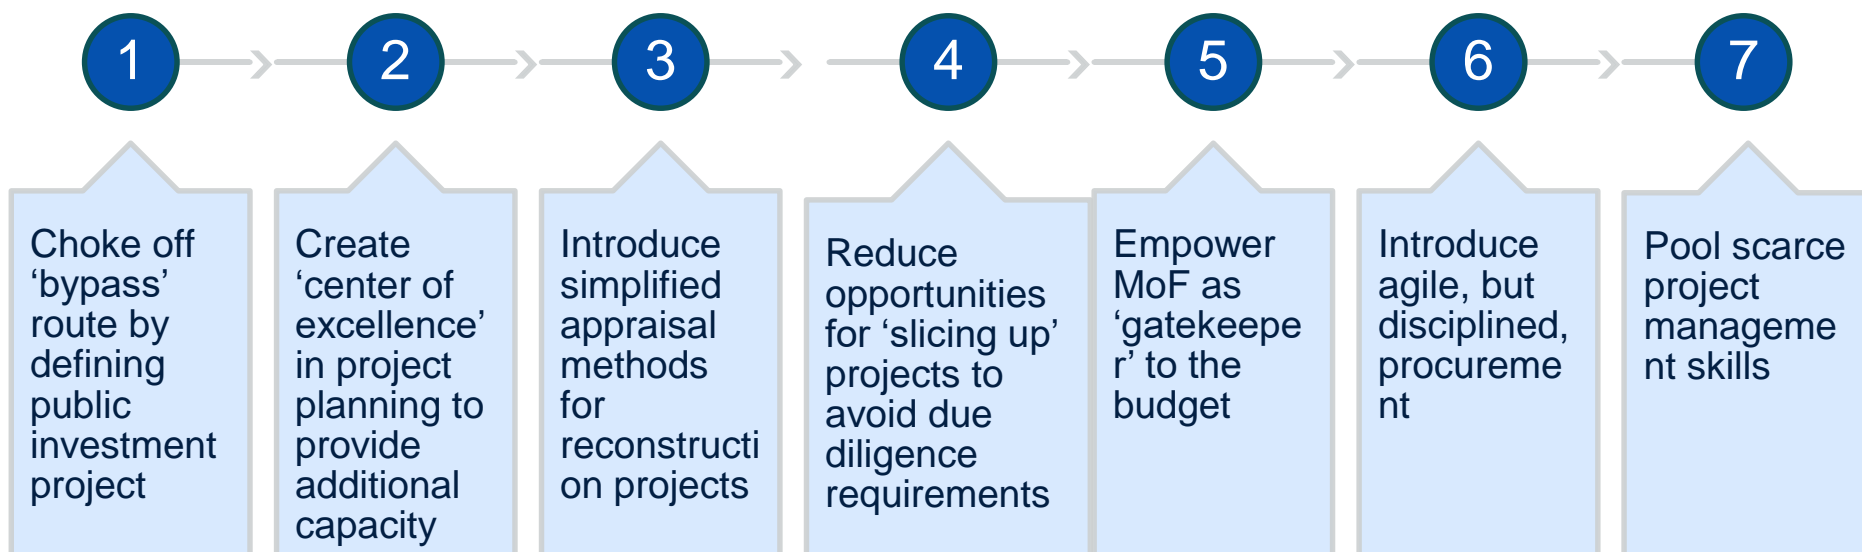 1
2
3
4
5
6
7
Choke off
‘bypass’
route by
defining
public
investment
project
Create
‘center of
excellence’
in project
planning to
provide
additional
capacity
Introduce
simplified
appraisal
methods
for
reconstructi
on projects
Reduce
opportunities
for ‘slicing up’
projects to
avoid due
diligence
requirements
Empower
MoF as
‘gatekeepe
r’ to the
budget
Introduce
agile, but
disciplined,
procureme
nt
Pool scarce
project
manageme
nt skills